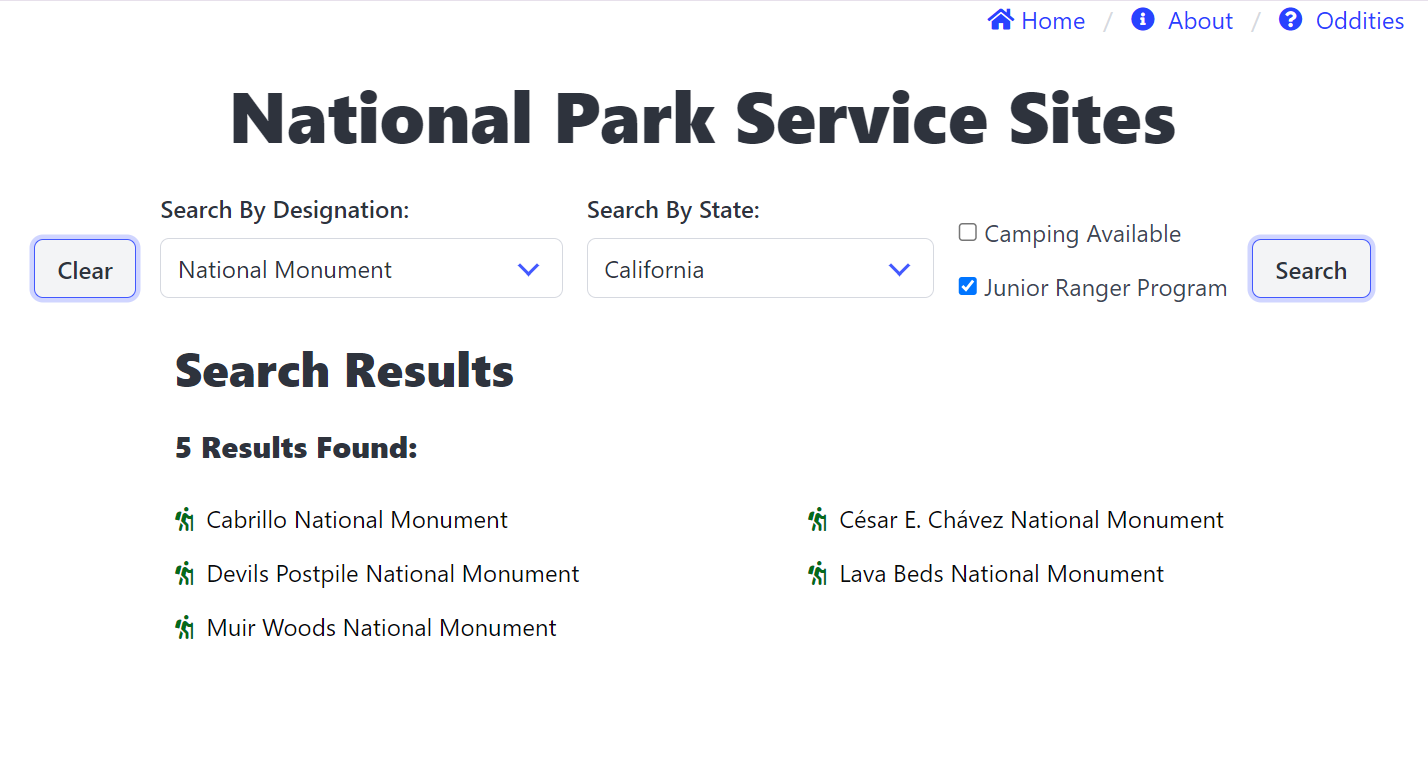 Home / About / Oddities
National Park Service Sites
Search By Designation:
Search By State:
Clear
National Monument
California
Camping Available
Junior Ranger Program
Search
Search Results
5 Results Found:
Cabrillo National Monument
César E. Chávez National Monument
Devils Postpile National Monument
Lava Beds National Monument
Muir Woods National Monument